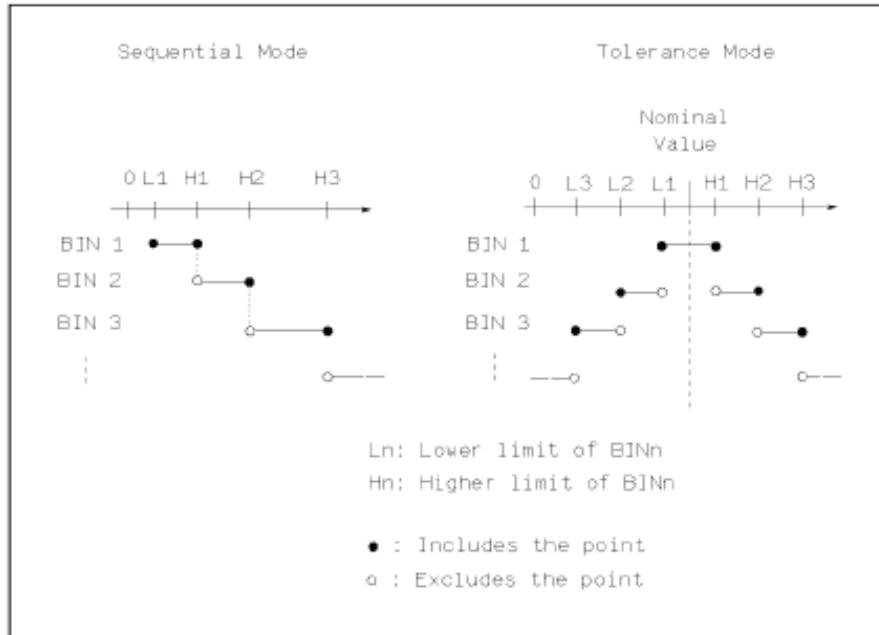 Sequential Mode
0 L1 H1 H2 H3
BIN 1
BIN 2
BIN 3
Tolerance Mode
Nominal
Value
0 L3 L2 L1 H1 H2 H3
BIN 1
BIN 2
BIN 3
Ln: Lower limit of BINn
Hn: Higher limit of BINn
● : Includes the point
○ : Excludes the point